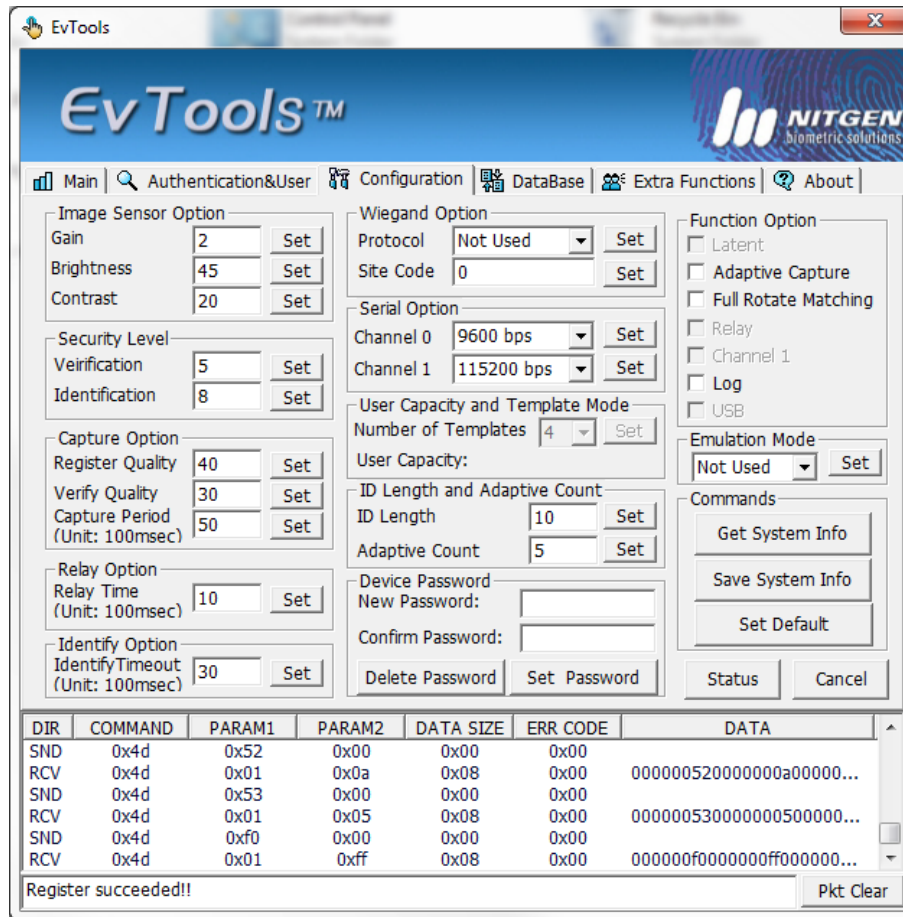 Control Panel
System Folder
Recycle Bin
System Folder
EvTools
EvTools™
NITGEN
biometric solutions
Main
Authentication&User
Configuration
DataBase
Extra Functions
About
Image Sensor Option
Gain 2 Set
Brightness 45 Set
Contrast 20 Set
Security Level
Veirification 5 Set
Identification 8 Set
Capture Option
Register Quality 40 Set
Verify Quality 30 Set
Capture Period
(Unit: 100msec) 50 Set
Relay Option
Relay Time
(Unit: 100msec) 10 Set
Identify Option
IdentifyTimeout
(Unit: 100msec) 30 Set
Wiegand Option
Protocol Not Used Set
Site Code 0 Set
Serial Option
Channel 0 9600 bps Set
Channel 1 115200 bps Set
User Capacity and Template Mode
Number of Templates 4 Set
User Capacity:
ID Length and Adaptive Count
ID Length 10 Set
Adaptive Count 5 Set
Device Password
New Password:
Confirm Password:
Delete Password
Set Password
Function Option
Latent
Adaptive Capture
Full Rotate Matching
Relay
Channel 1
Log
USB
Emulation Mode
Not Used Set
Commands
Get System Info
Save System Info
Set Default
Status
Cancel
DIR COMMAND PARAM1 PARAM2 DATA SIZE ERR CODE DATA
SND 0x4d 0x52 0x00 0x00 0x00
RCV 0x4d 0x01 0x0a 0x08 0x00 000000520000000a00000...
SND 0x4d 0x53 0x00 0x00 0x00
RCV 0x4d 0x01 0x05 0x08 0x00 000000530000000500000...
SND 0x4d 0xf0 0x00 0x00 0x00
RCV 0x4d 0x01 0xff 0x08 0x00 000000f0000000ff000000...
Register succeeded!!
Pkt Clear